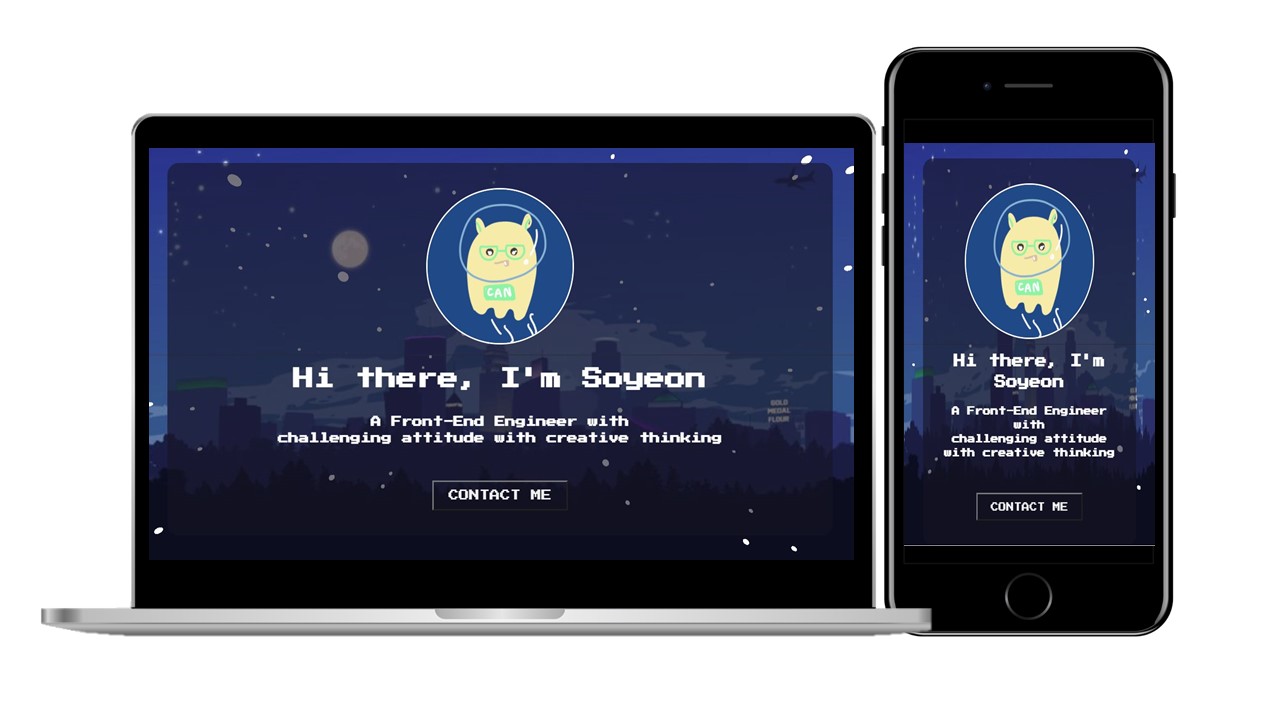 CAN
Hi there, I'm Soyeon
A Front-End Engineer with
challenging attitude with creative thinking
CONTACT ME
GOLD
MEDAL
FLOUR
CAN
Hi there, I'm
Soyeon
A Front-End Engineer
with
challenging attitude
with creative thinking
CONTACT ME